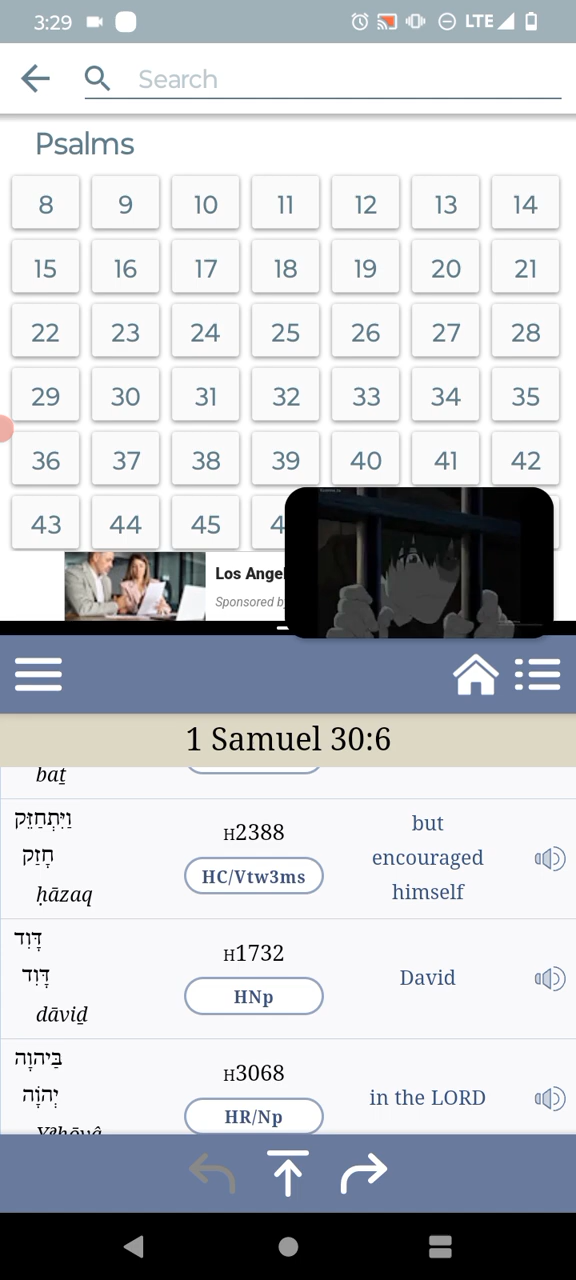 3:29
LTE
Search
Psalms
8 9 10 11 12 13 14
15 16 17 18 19 20 21
22 23 24 25 26 27 28
29 30 31 32 33 34 35
36 37 38 39 40 41 42
43 44 45 4
Los Angel
Sponsored b
1 Samuel 30:6
baṯ
וַיִּתְחַזֵּק
חָזַק
ḥāzaq
H2388
HC/Vtw3ms
but
encouraged
himself
דָּוִד
דָּוִד
dāviḏ
H1732
HNp
David
בַּיהוָה
יְהוָֹה
Yᵊhōvâ
H3068
HR/Np
in the LORD